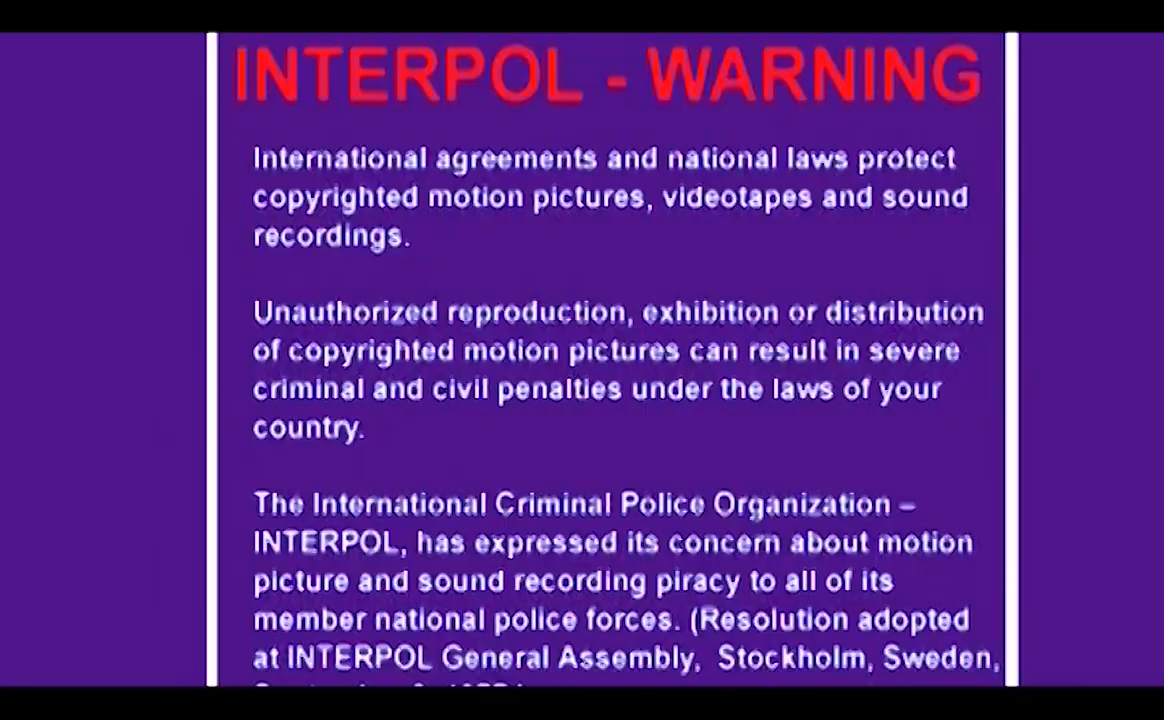 INTERPOL - WARNING
International agreements and national laws protect
copyrighted motion pictures, videotapes and sound
recordings.
Unauthorized reproduction, exhibition or distribution
of copyrighted motion pictures can result in severe
criminal and civil penalties under the laws of your
country.
The International Criminal Police Organization –
INTERPOL, has expressed its concern about motion
picture and sound recording piracy to all of its
member national police forces. (Resolution adopted
at INTERPOL General Assembly, Stockholm, Sweden,